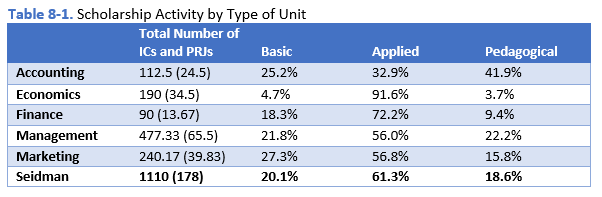 Table 8-1. Scholarship Activity by Type of Unit
Total Number of
ICs and PRJs Basic Applied Pedagogical
Accounting 112.5 (24.5) 25.2% 32.9% 41.9%
Economics 190 (34.5) 4.7% 91.6% 3.7%
Finance 90 (13.67) 18.3% 72.2% 9.4%
Management 477.33 (65.5) 21.8% 56.0% 22.2%
Marketing 240.17 (39.83) 27.3% 56.8% 15.8%
Seidman 1110 (178) 20.1% 61.3% 18.6%